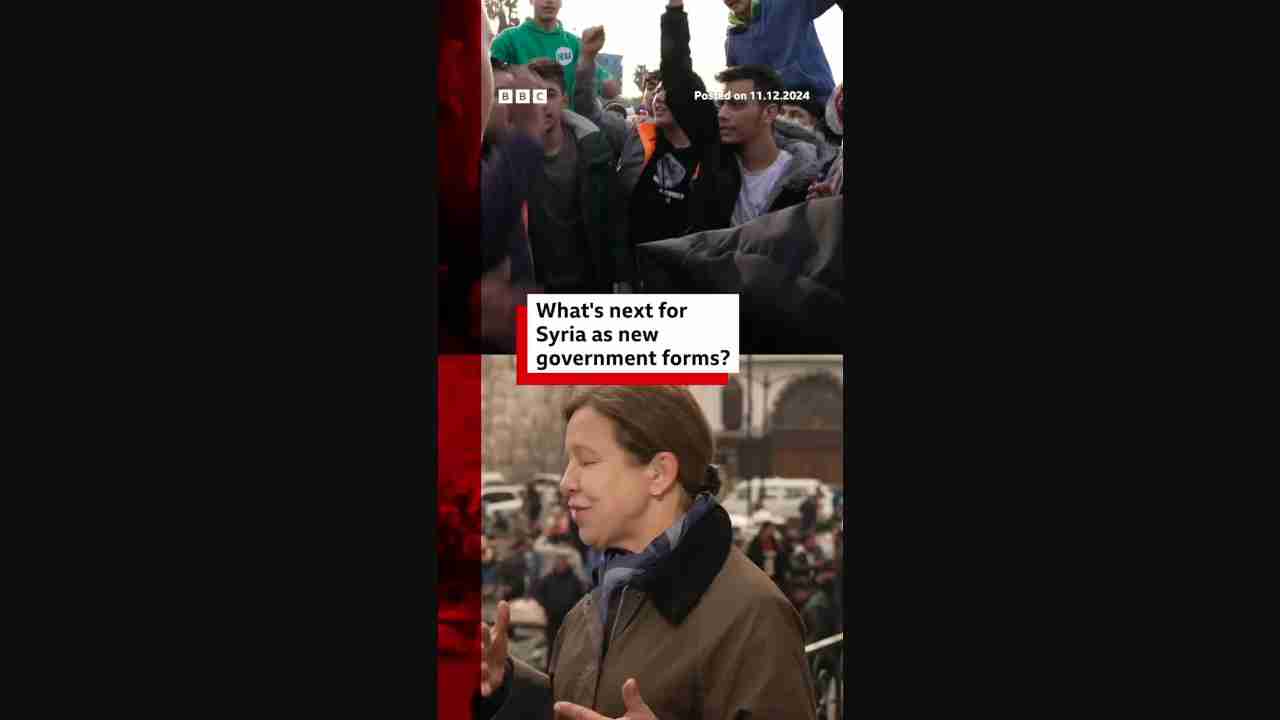 BBC
Posted on 11.12.2024
What's next for
Syria as new
government forms?